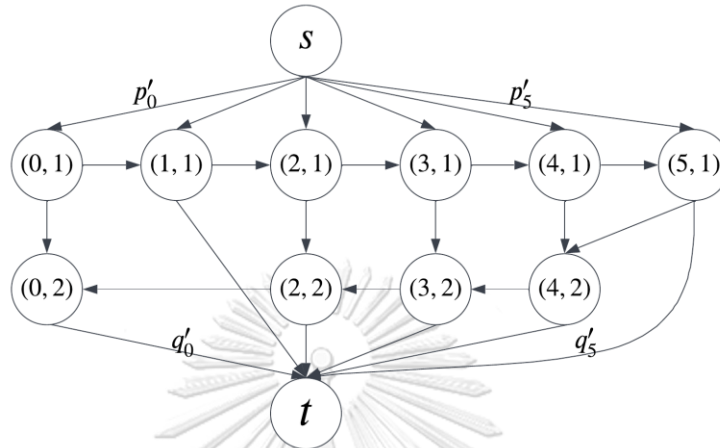 s
p′₀ p′₅
(0, 1) (1, 1) (2, 1) (3, 1) (4, 1) (5, 1)
(0, 2) (2, 2) (3, 2) (4, 2)
q′₀ q′₅
t